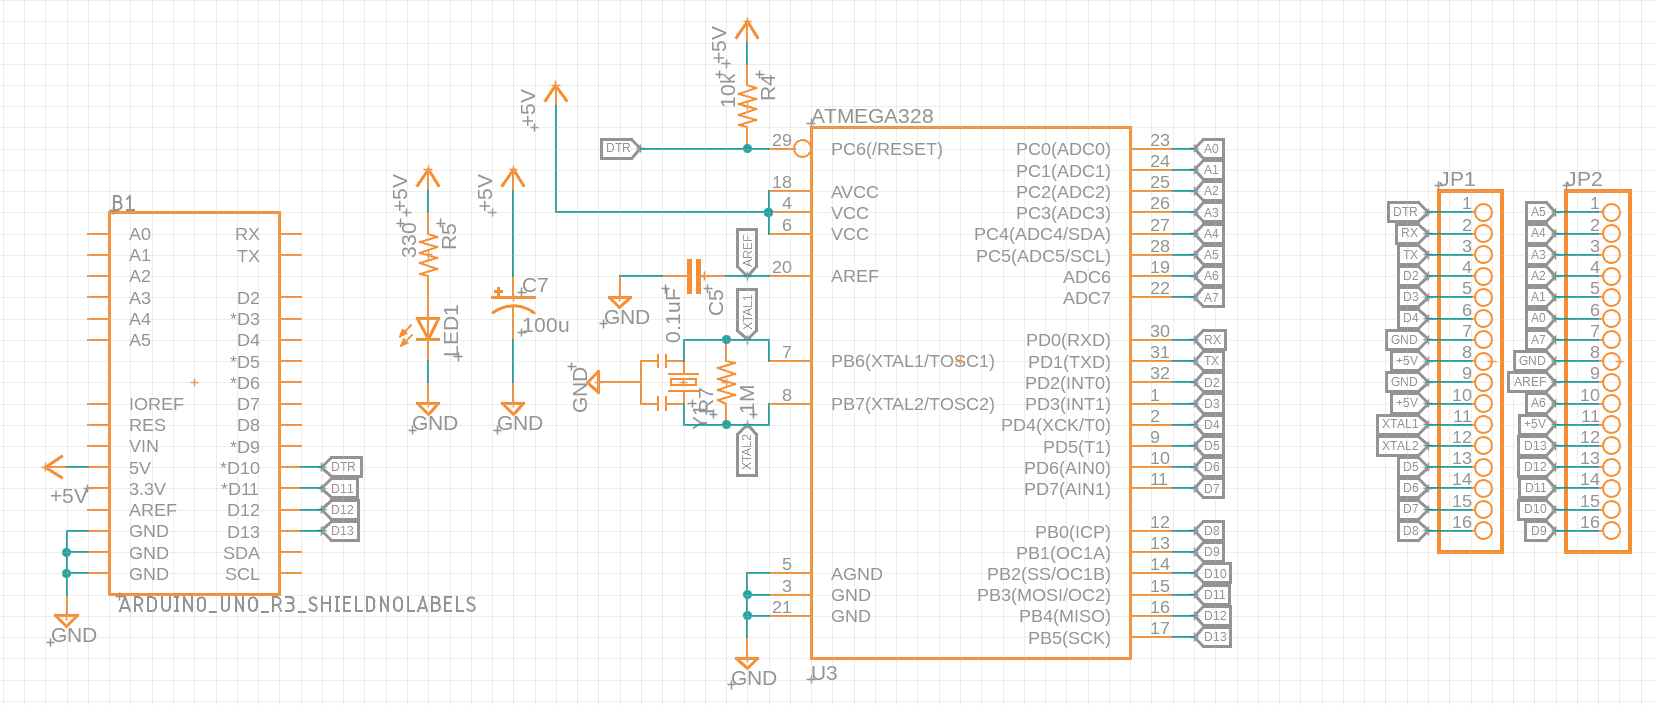 B1
A0
A1
A2
A3
A4
A5
IOREF
RES
VIN
5V
3.3V
AREF
GND
GND
GND
RX
TX
D2
*D3
D4
*D5
*D6
D7
D8
*D9
*D10
*D11
D12
D13
SDA
SCL
ARDUINO_UNO_R3_SHIELDNOLABELS
+5V
GND
DTR
D11
D12
D13
+5V
330
R5
LED1
GND
+5V
C7
100u
GND
+5V
+5V
10k
R4
DTR
AREF
GND
0.1uF
C5
XTAL1
GND
Y1
R7
1M
XTAL2
GND
ATMEGA328
29 PC6(/RESET)
18 AVCC
4 VCC
6 VCC
20 AREF
7 PB6(XTAL1/TOSC1)
8 PB7(XTAL2/TOSC2)
5 AGND
3 GND
21 GND
PC0(ADC0) 23 A0
PC1(ADC1) 24 A1
PC2(ADC2) 25 A2
PC3(ADC3) 26 A3
PC4(ADC4/SDA) 27 A4
PC5(ADC5/SCL) 28 A5
ADC6 19 A6
ADC7 22 A7
PD0(RXD) 30 RX
PD1(TXD) 31 TX
PD2(INT0) 32 D2
PD3(INT1) 1 D3
PD4(XCK/T0) 2 D4
PD5(T1) 9 D5
PD6(AIN0) 10 D6
PD7(AIN1) 11 D7
PB0(ICP) 12 D8
PB1(OC1A) 13 D9
PB2(SS/OC1B) 14 D10
PB3(MOSI/OC2) 15 D11
PB4(MISO) 16 D12
PB5(SCK) 17 D13
U3
JP1
DTR 1
RX 2
TX 3
D2 4
D3 5
D4 6
GND 7
+5V 8
GND 9
+5V 10
XTAL1 11
XTAL2 12
D5 13
D6 14
D7 15
D8 16
JP2
A5 1
A4 2
A3 3
A2 4
A1 5
A0 6
A7 7
GND 8
AREF 9
A6 10
+5V 11
D13 12
D12 13
D11 14
D10 15
D9 16